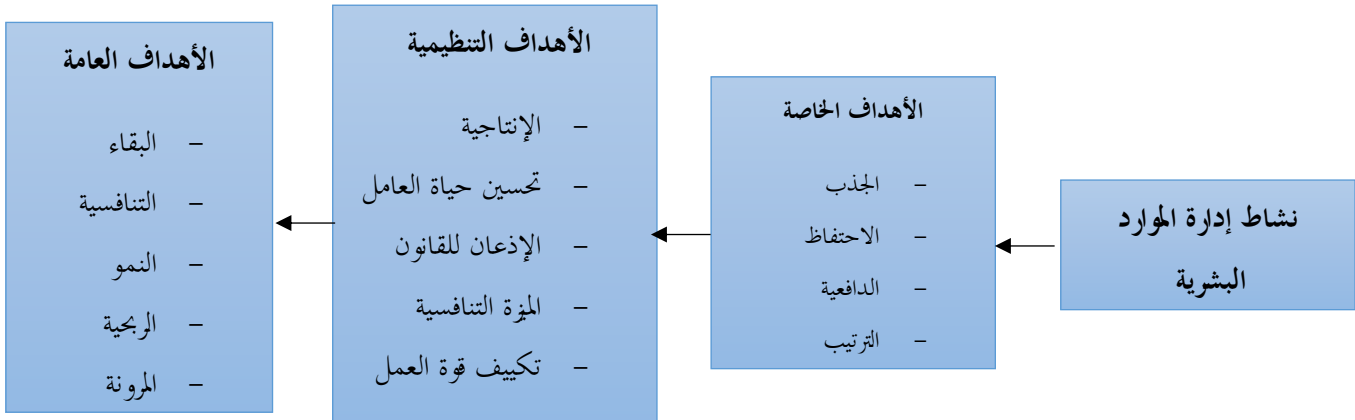 نشاط إدارة الموارد
البشرية
الأهداف الخاصة
– الجذب
– الاحتفاظ
– الدافعية
– الترتيب
الأهداف التنظيمية
– الإنتاجية
– تحسين حياة العامل
– الإذعان للقانون
– الميزة التنافسية
– تكييف قوة العمل
الأهداف العامة
– البقاء
– التنافسية
– النمو
– الربحية
– المرونة